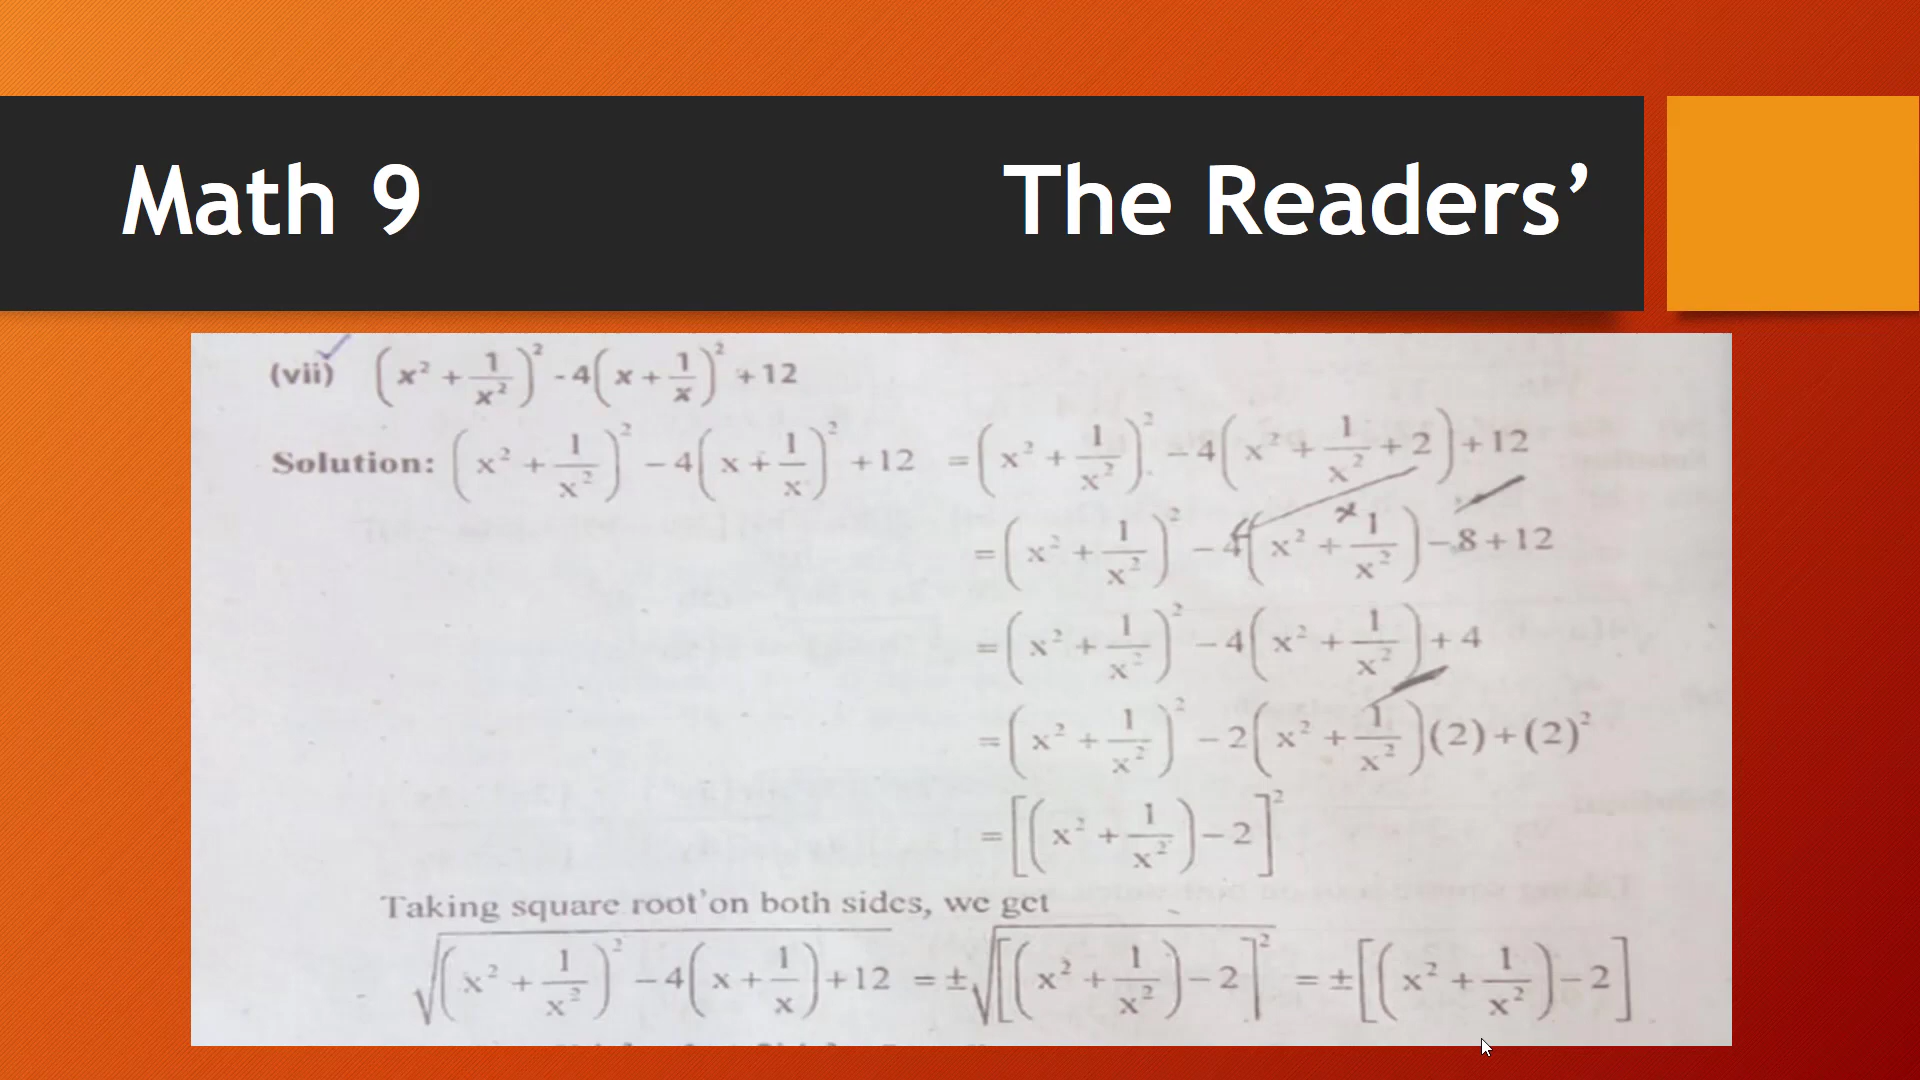 Math 9 The Readers’
(vii) (x² + 1/x²)² - 4(x + 1/x)² + 12
Solution: (x² + 1/x²)² − 4(x + 1/x)² + 12 = (x² + 1/x²)² − 4(x² + 1/x² + 2) + 12
= (x² + 1/x²)² − 4(x² + 1/x²) − 8 + 12
= (x² + 1/x²)² − 4(x² + 1/x²) + 4
= (x² + 1/x²)² − 2(x² + 1/x²)(2) + (2)²
= [(x² + 1/x²) − 2]²
Taking square root on both sides, we get
√((x² + 1/x²)² − 4(x + 1/x) + 12) = ±√([(x² + 1/x²) − 2]²) = ±[(x² + 1/x²) − 2]